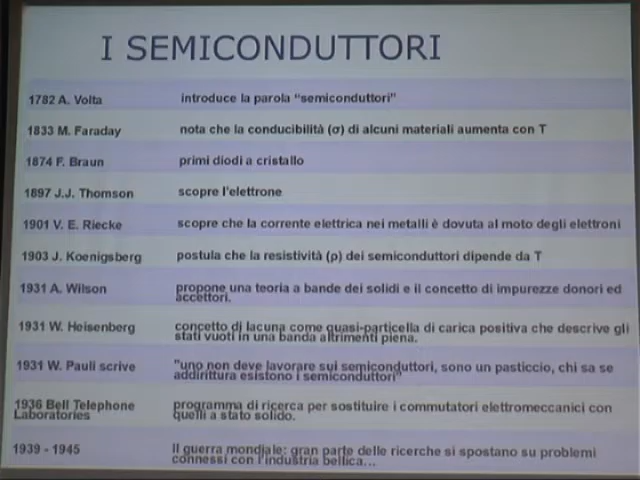 I SEMICONDUTTORI
1782 A. Volta introduce la parola "semiconduttori"
1833 M. Faraday nota che la conducibilità (σ) di alcuni materiali aumenta con T
1874 F. Braun primi diodi a cristallo
1897 J.J. Thomson scopre l'elettrone
1901 V. E. Riecke scopre che la corrente elettrica nei metalli è dovuta al moto degli elettroni
1903 J. Koenigsberg postula che la resistività (ρ) dei semiconduttori dipende da T
1931 A. Wilson propone una teoria a bande dei solidi e il concetto di impurezze donori ed
accettori.
1931 W. Heisenberg concetto di lacuna come quasi-particella di carica positiva che descrive gli
stati vuoti in una banda altrimenti piena.
1931 W. Pauli scrive "uno non deve lavorare sui semiconduttori, sono un pasticcio, chi sa se
addirittura esistono i semiconduttori"
1936 Bell Telephone
Laboratories
programma di ricerca per sostituire i commutatori elettromeccanici con
quelli a stato solido.
1939 - 1945 II guerra mondiale: gran parte delle ricerche si spostano su problemi
connessi con l'industria bellica...